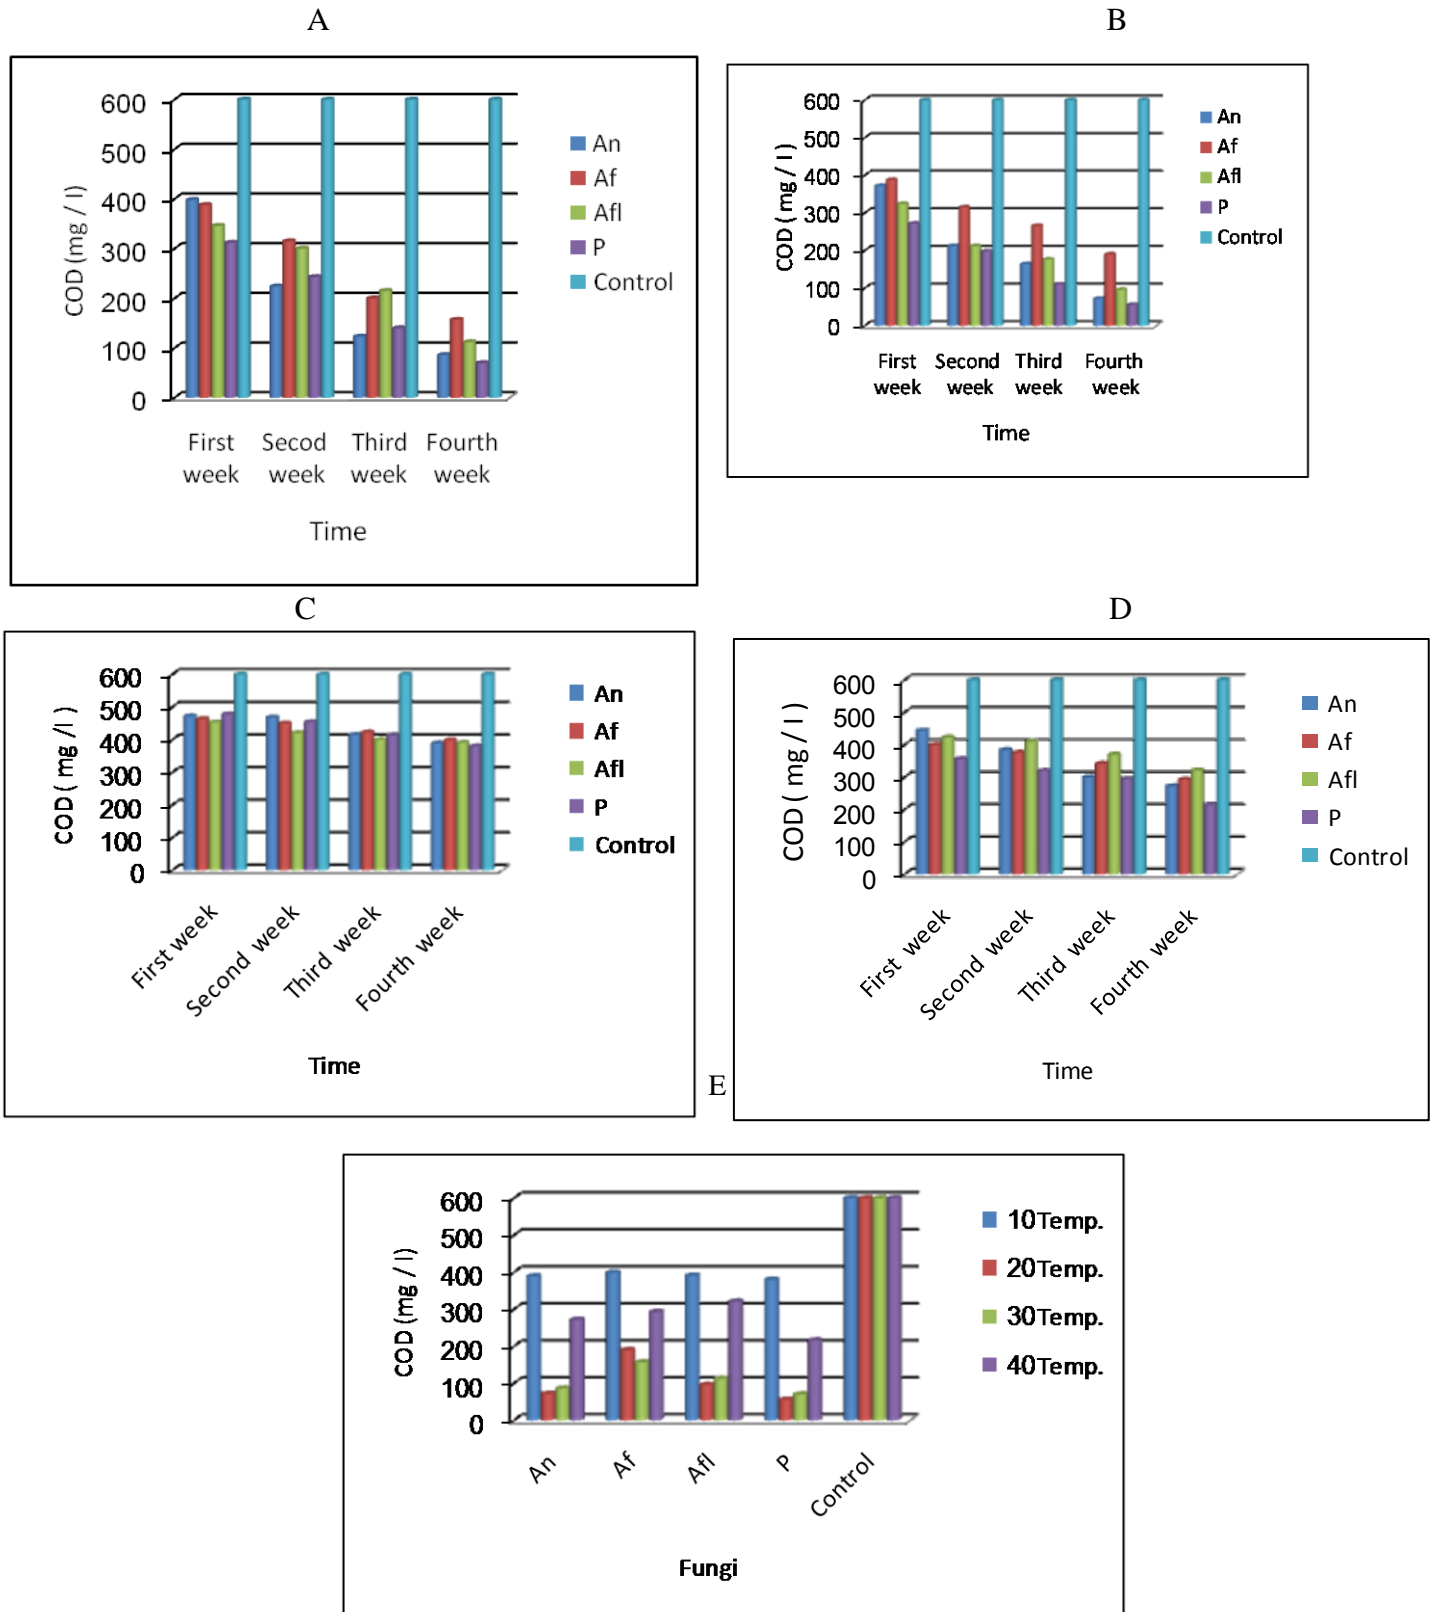 A
B
600
500
400
300
200
100
0
COD (mg / l)
First week
Secod week
Third week
Fourth week
Time
An
Af
Afl
P
Control
600
500
400
300
200
100
0
COD ( mg / l)
First week
Second week
Third week
Fourth week
Time
An
Af
Afl
P
Control
C
D
600
500
400
300
200
100
0
COD ( mg /l )
First week
Second week
Third week
Fourth week
Time
An
Af
Afl
P
Control
600
500
400
300
200
100
0
COD ( mg / l )
First week
Second week
Third week
Fourth week
Time
An
Af
Afl
P
Control
E
600
500
400
300
200
100
0
COD (mg / l)
An
Af
Afl
P
Control
Fungi
10Temp.
20Temp.
30Temp.
40Temp.